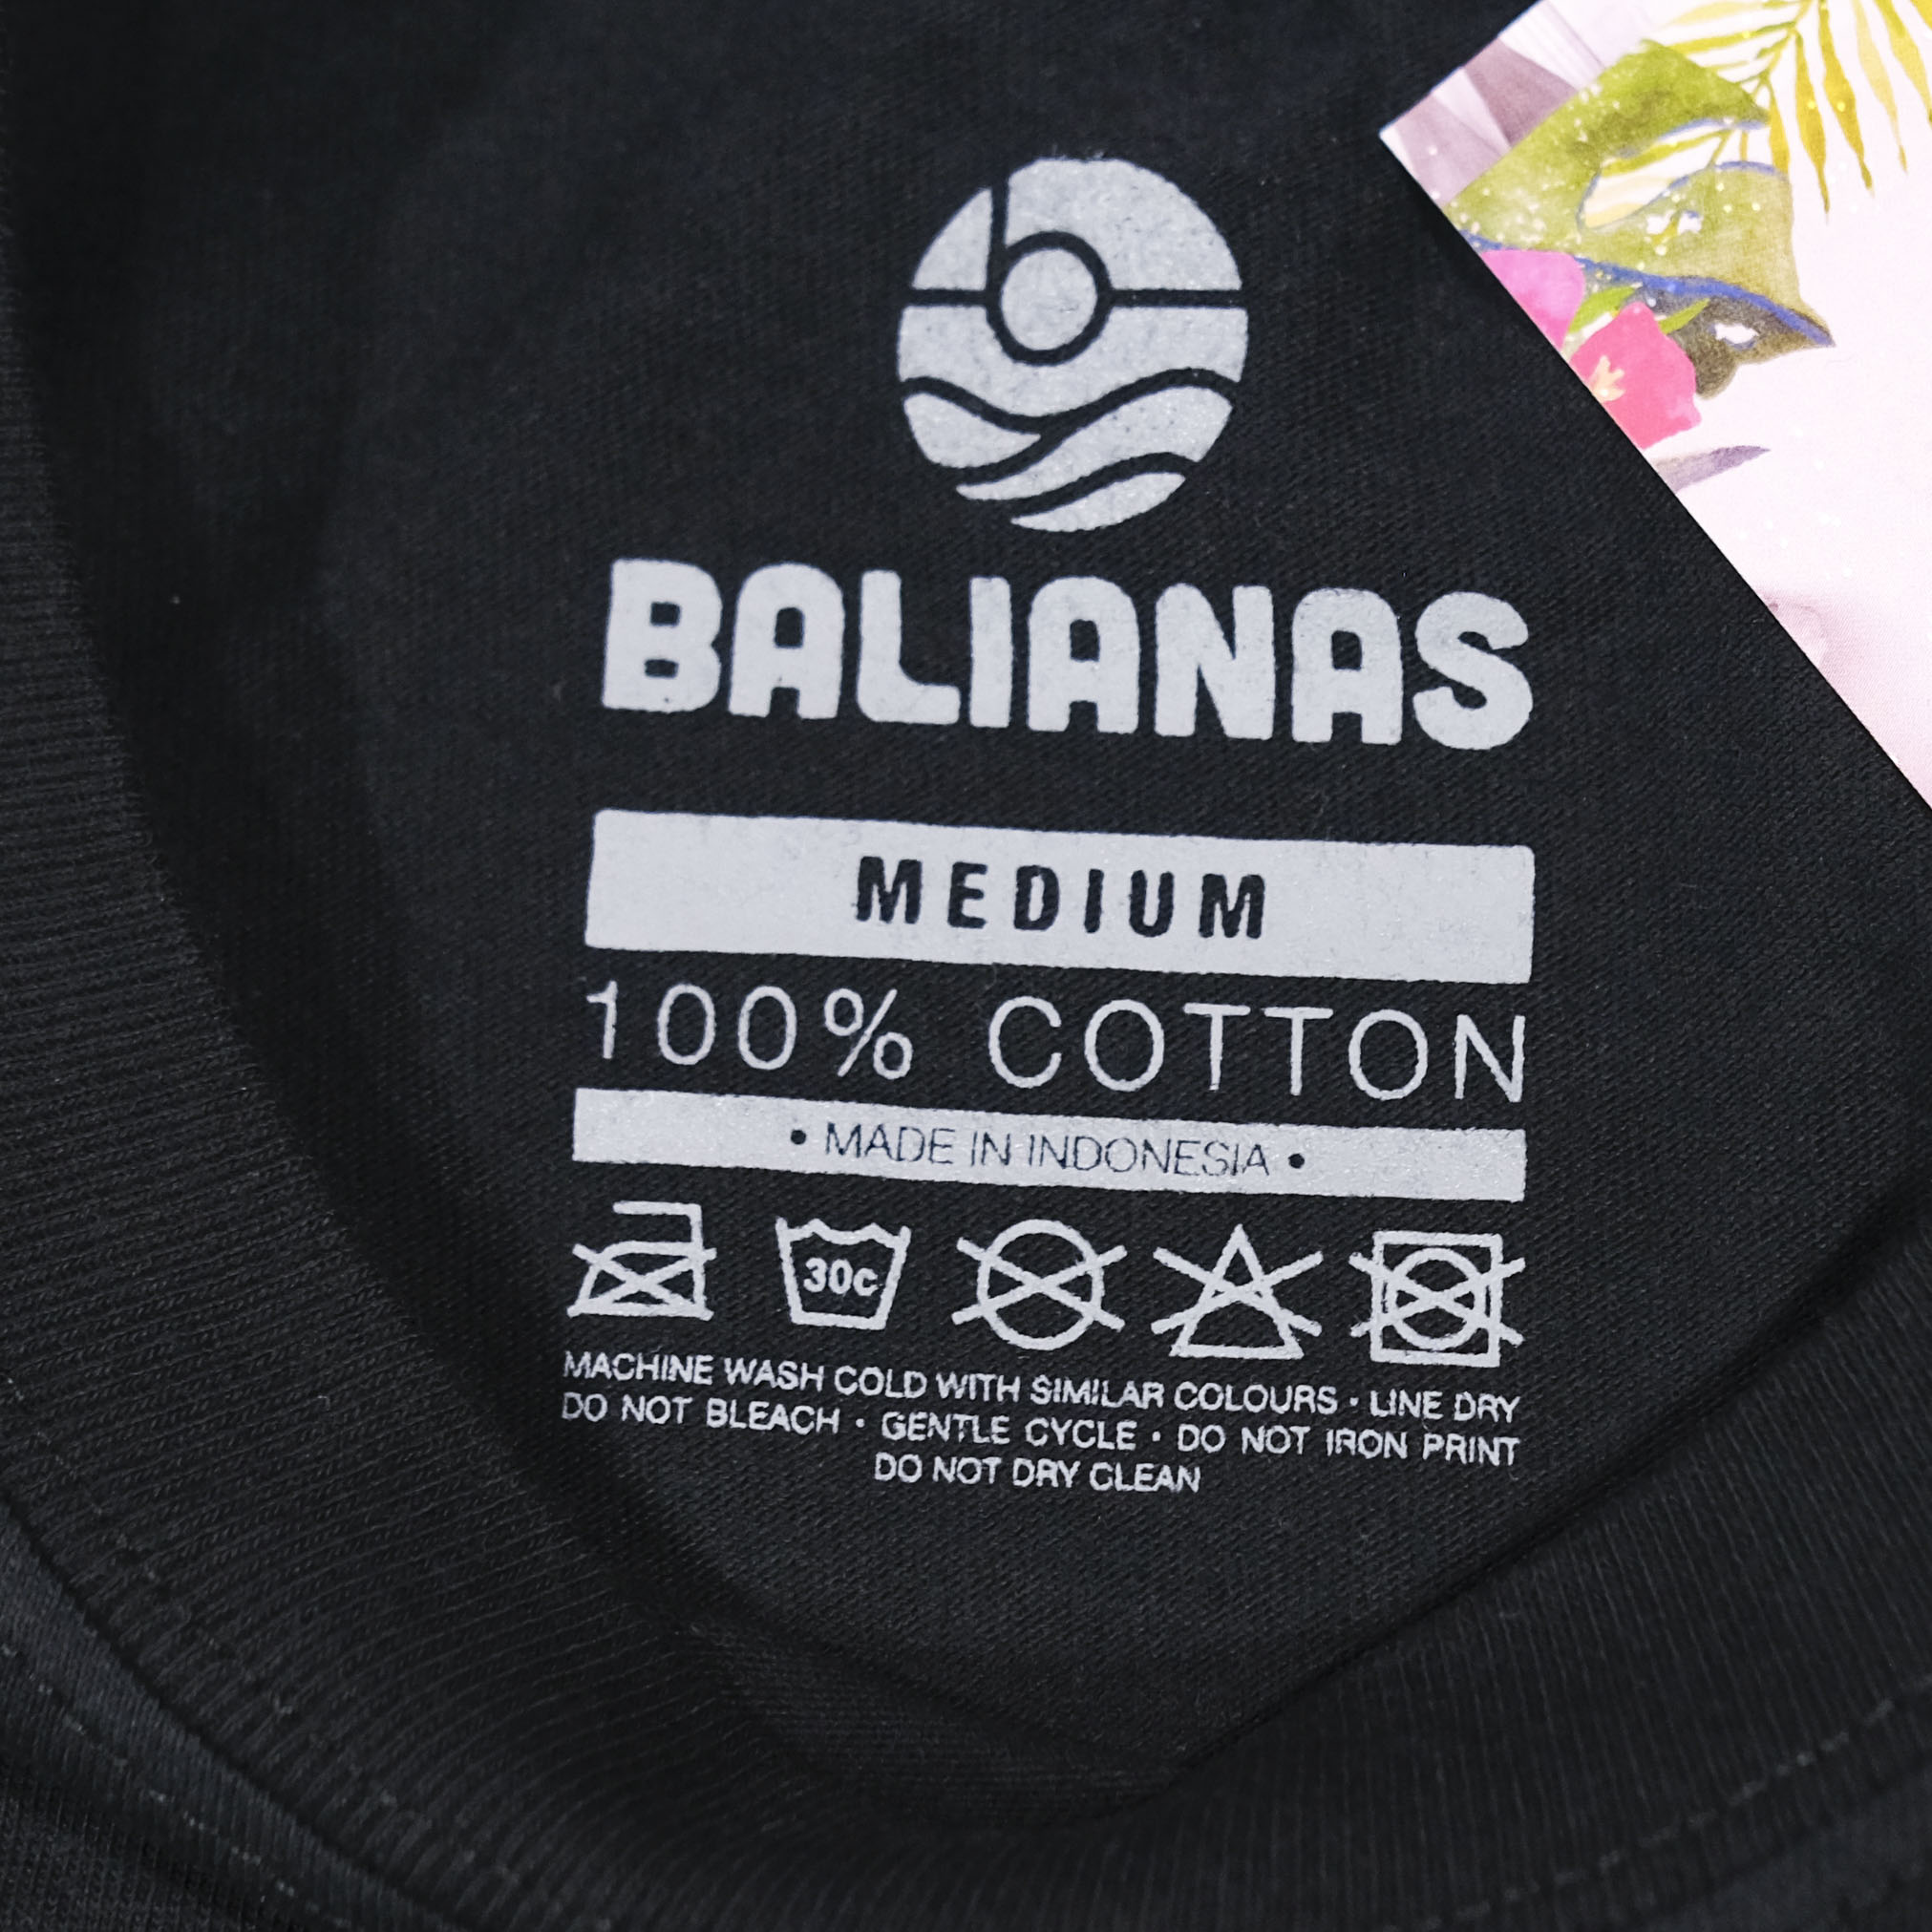 BALIANAS
MEDIUM
100% COTTON
• MADE IN INDONESIA •
30c
MACHINE WASH COLD WITH SIMILAR COLOURS • LINE DRY
DO NOT BLEACH • GENTLE CYCLE • DO NOT IRON PRINT
DO NOT DRY CLEAN